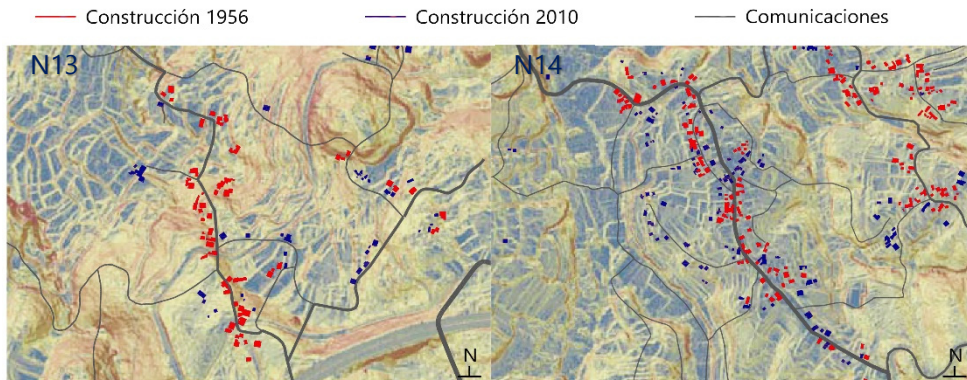 Construcción 1956
Construcción 2010
Comunicaciones
N13
N14
N
N